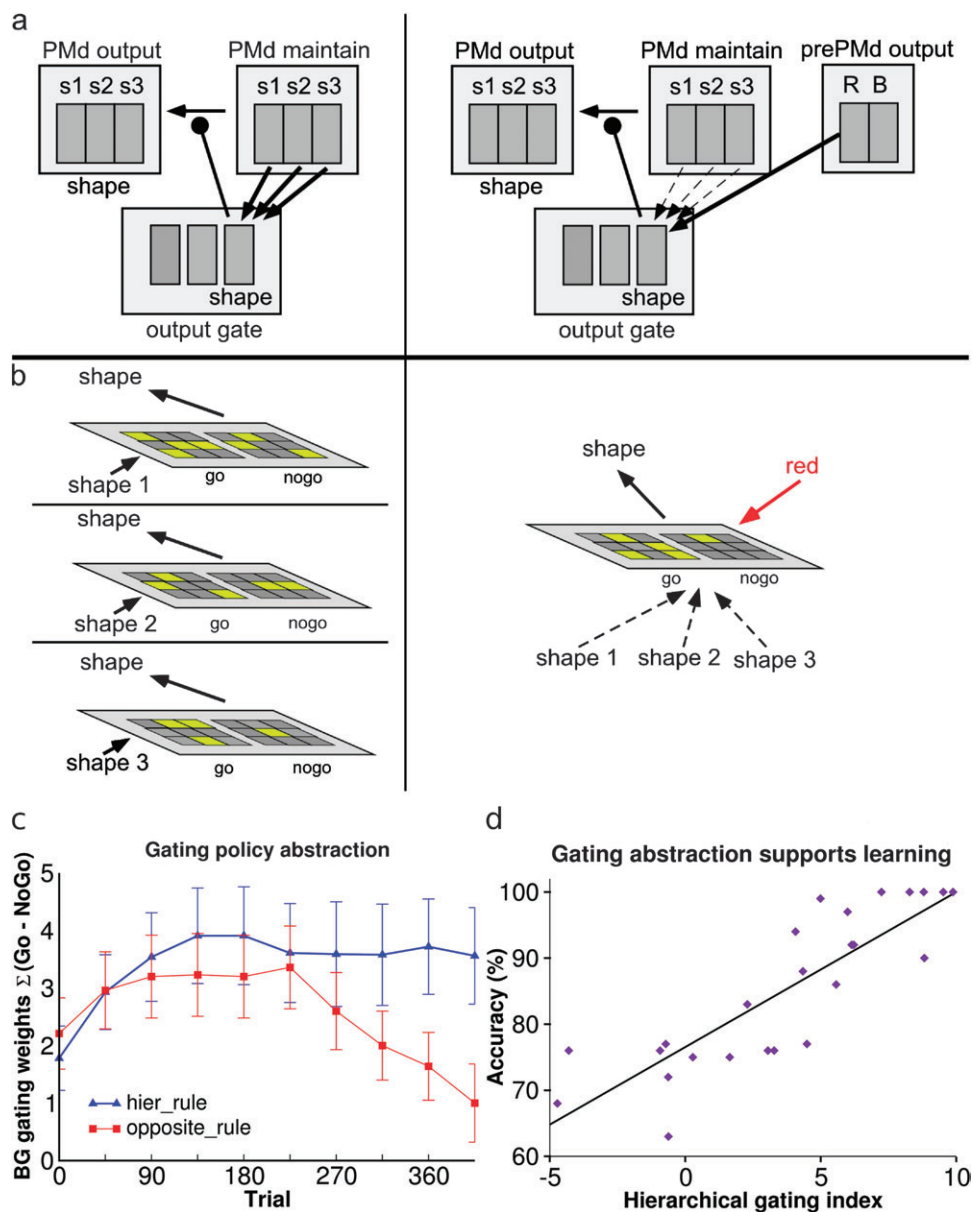 a
PMd output
PMd maintain
s1 s2 s3
s1 s2 s3
shape
shape
output gate
PMd output
PMd maintain
prePMd output
s1 s2 s3
s1 s2 s3
R B
shape
shape
output gate
b
shape
shape 1
go
nogo
shape
shape 2
go
nogo
shape
shape 3
go
nogo
shape
red
go
nogo
shape 1
shape 2
shape 3
c
Gating policy abstraction
BG gating weights Σ (Go - NoGo)
5
4
3
2
1
0
hier_rule
opposite_rule
0
90
180
270
360
Trial
d
Gating abstraction supports learning
Accuracy (%)
100
90
80
70
60
-5
0
5
10
Hierarchical gating index